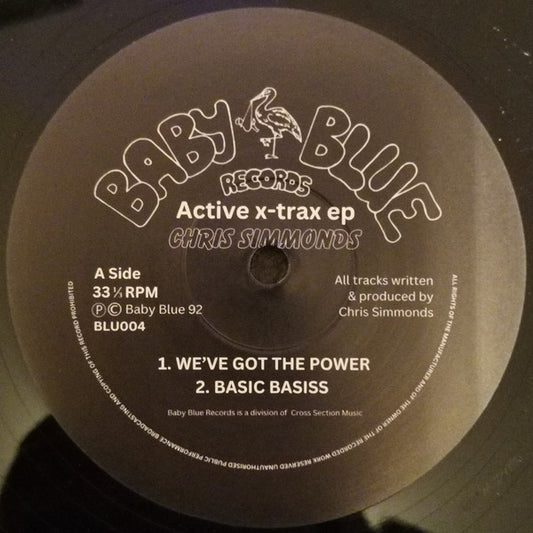 BABY BLUE
RECORDS
Active x-trax ep
CHRIS SIMMONDS
A Side
33 ⅓ RPM
Ⓟ© Baby Blue 92
BLU004
All tracks written
& produced by
Chris Simmonds
1. WE'VE GOT THE POWER
2. BASIC BASISS
Baby Blue Records is a division of Cross Section Music
ALL RIGHTS OF THE MANUFACTURER AND OF THE OWNER OF THE RECORDED WORK RESERVED UNAUTHORISED PUBLIC PERFORMANCE BROADCASTING AND COPYING OF THIS RECORD PROHIBITED